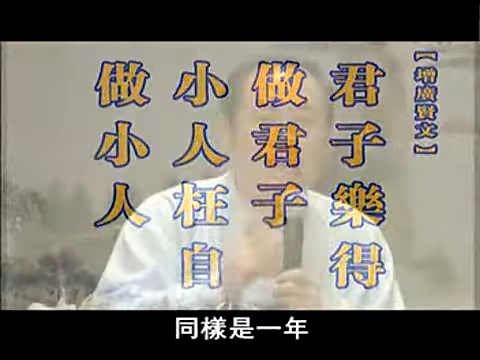 【增廣賢文】
君子樂得
做君子
小人枉自
做小人
同樣是一年